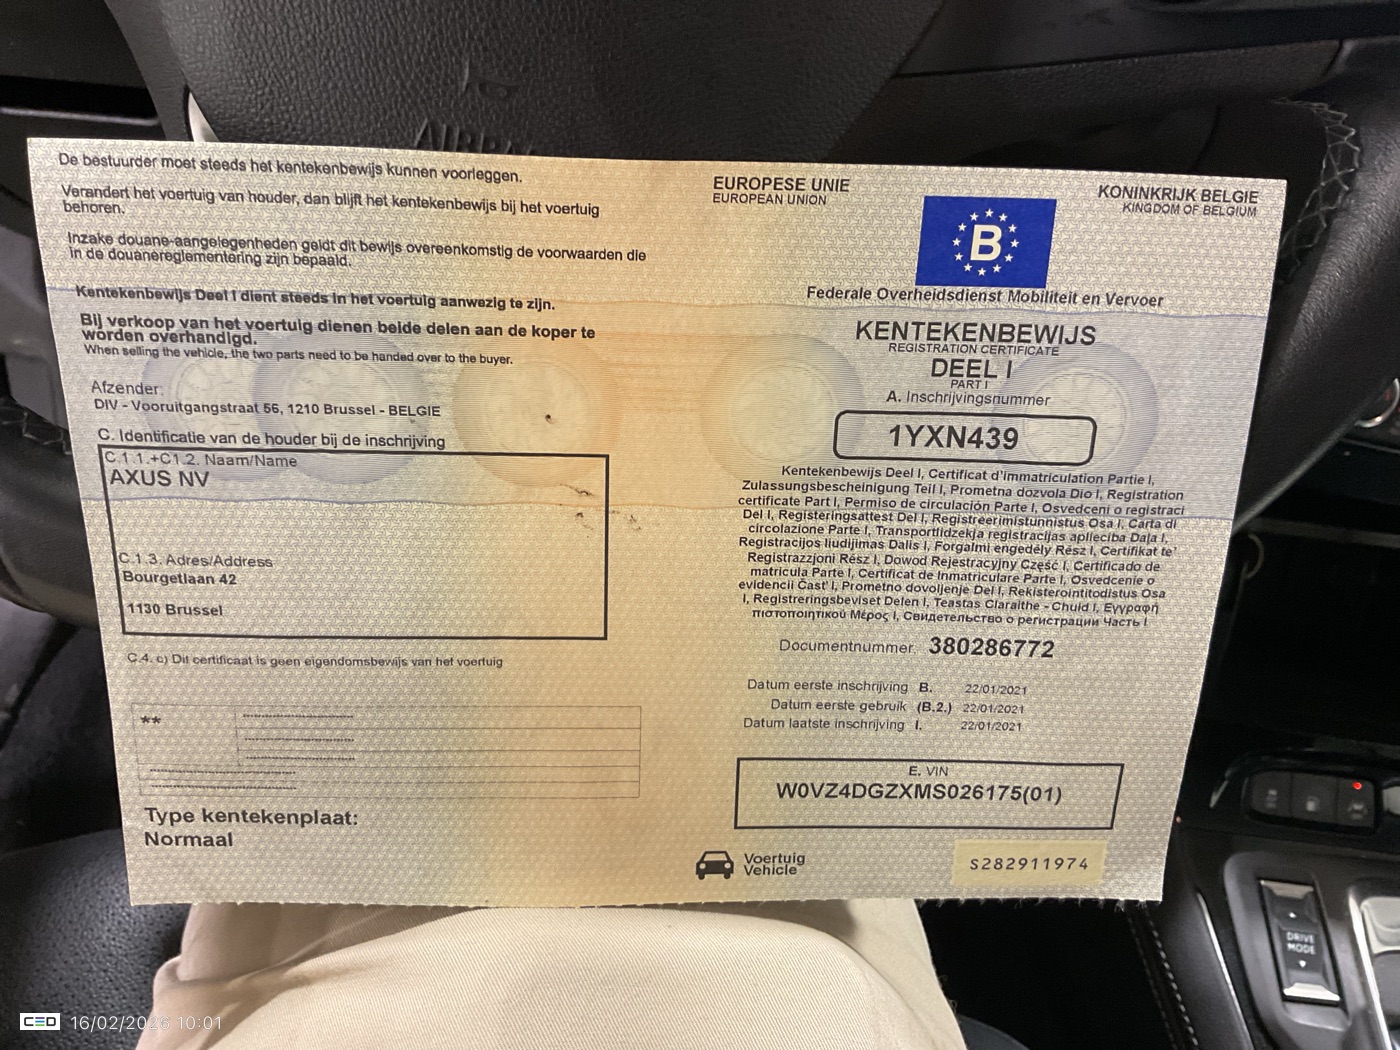 AIRBAG
De bestuurder moet steeds het kentekenbewijs kunnen voorleggen.
Verandert het voertuig van houder, dan blijft het kentekenbewijs bij het voertuig
behoren.
Inzake douane-aangelegenheden geldt dit bewijs overeenkomstig de voorwaarden die
in de douanereglementering zijn bepaald.
Kentekenbewijs Deel I dient steeds in het voertuig aanwezig te zijn.
Bij verkoop van het voertuig dienen beide delen aan de koper te
worden overhandigd.
When selling the vehicle, the two parts need to be handed over to the buyer.
Afzender:
DIV - Vooruitgangstraat 56, 1210 Brussel - BELGIE
C. Identificatie van de houder bij de inschrijving
C.1.1.+C1.2. Naam/Name
AXUS NV
C.1.3. Adres/Address
Bourgetlaan 42
1130 Brussel
C.4. c) Dit certificaat is geen eigendomsbewijs van het voertuig
**
Type kentekenplaat:
Normaal
EUROPESE UNIE
EUROPEAN UNION
KONINKRIJK BELGIE
KINGDOM OF BELGIUM
B
Federale Overheidsdienst Mobiliteit en Vervoer
KENTEKENBEWIJS
REGISTRATION CERTIFICATE
DEEL I
PART I
A. Inschrijvingsnummer
1YXN439
Kentekenbewijs Deel I, Certificat d'immatriculation Partie I,
Zulassungsbescheinigung Teil I, Prometna dozvola Dio I, Registration
certificate Part I, Permiso de circulación Parte I, Osvedceni o registraci
Del I, Registeringsattest Del I, Registreerimistunnistus Osa I, Carta di
circolazione Parte I, Transportlidzekja registracijas aplieciba Daļa I,
Registracijos liudijimas Dalis I, Forgalmi engedély Rész I, Certifikat te'
Registrazzjoni Rész I, Dowod Rejestracyjny Część I, Certificado de
matricula Parte I, Certificat de Inmatriculare Parte I, Osvedcenie o
evidencii Čast' I, Prometno dovoljenje Del I, Rekisterointitodistus Osa
I, Registreringsbeviset Delen I, Teastas Claraithe - Chuid I, Εγγραφή
πιστοποιητικού Μέρος I, Свидетельство о регистрации Часть I
Documentnummer 380286772
Datum eerste inschrijving B. 22/01/2021
Datum eerste gebruik (B.2.) 22/01/2021
Datum laatste inschrijving I. 22/01/2021
E. VIN
W0VZ4DGZXMS026175(01)
Voertuig
Vehicle
S282911974
DRIVE
MODE
CED 16/02/2026 10:01